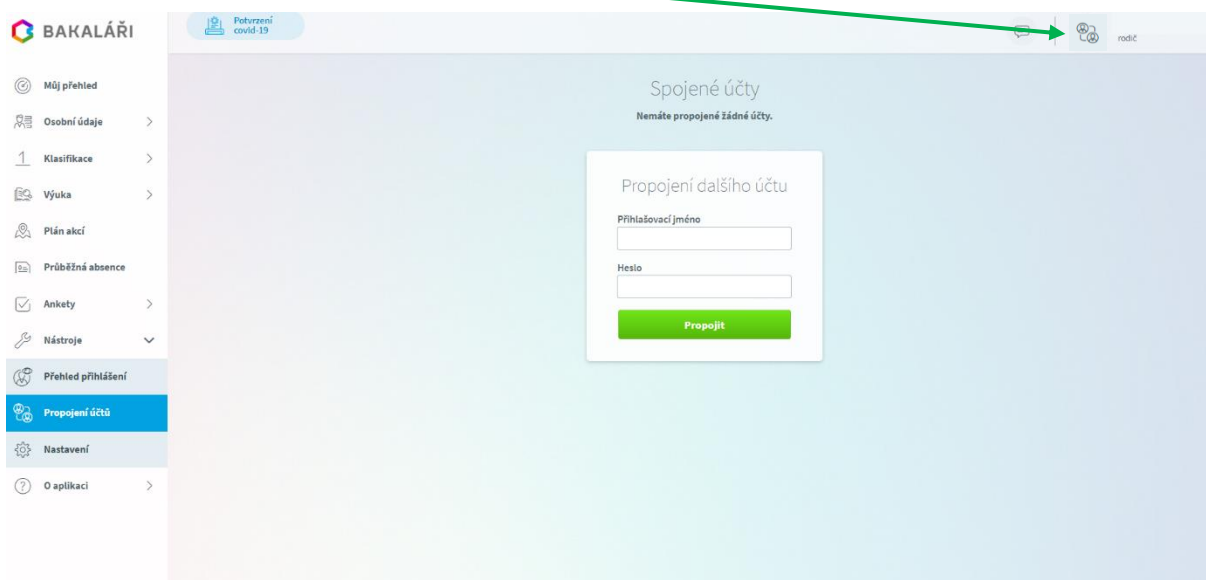 BAKALÁŘI
Potvrzení
covid-19
rodič
Můj přehled
Osobní údaje
1 Klasifikace
Výuka
Plán akcí
Průběžná absence
Ankety
Nástroje
Přehled přihlášení
Propojení účtů
Nastavení
? O aplikaci
Spojené účty
Nemáte propojené žádné účty.
Propojení dalšího účtu
Přihlašovací jméno
Heslo
Propojit